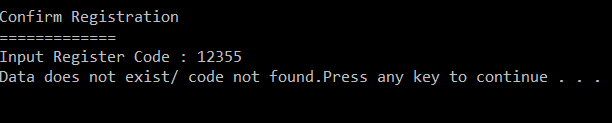 Confirm Registration
=============
Input Register Code : 12355
Data does not exist/ code not found.Press any key to continue . . .